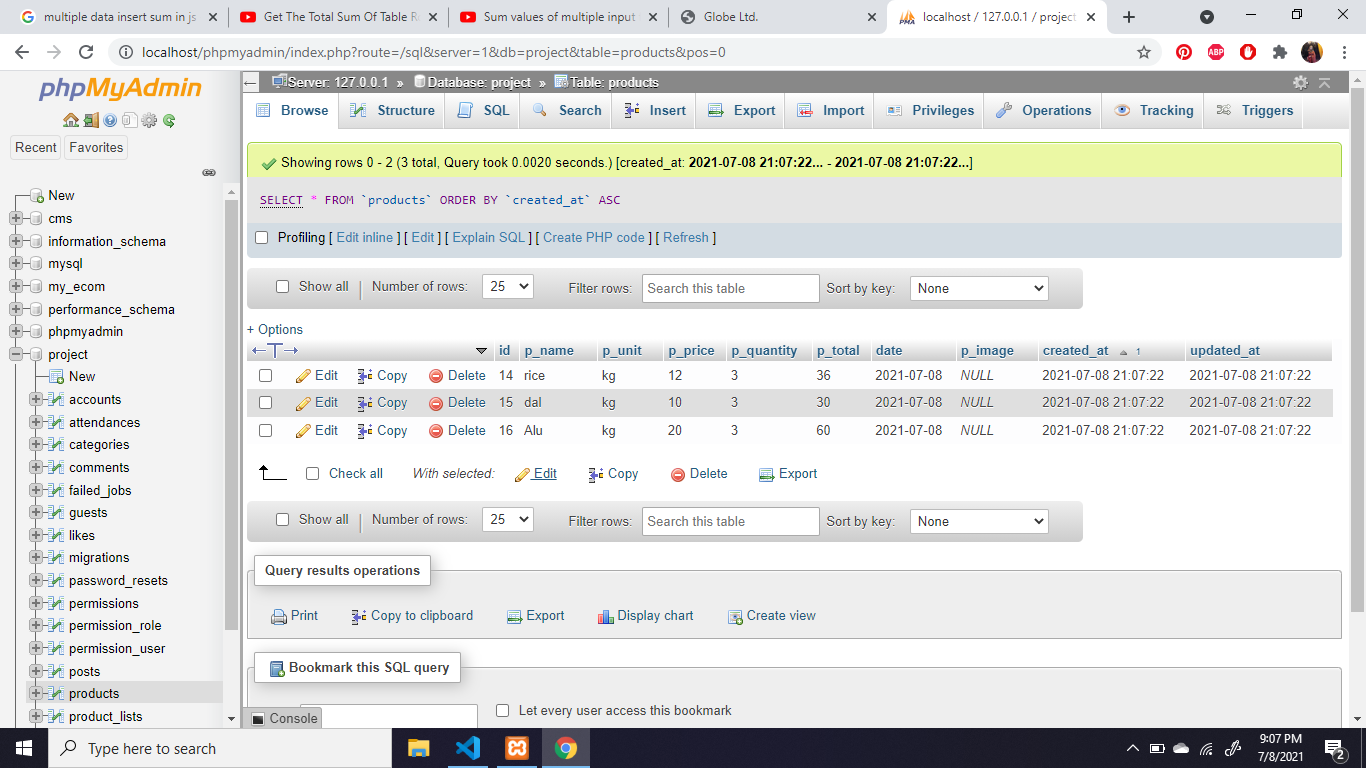 multiple data insert sum in js
Get The Total Sum Of Table R
Sum values of multiple input
Globe Ltd.
localhost / 127.0.0.1 / project
localhost/phpmyadmin/index.php?route=/sql&server=1&db=project&table=products&pos=0
ABP
phpMyAdmin
Recent
Favorites
New
cms
information_schema
mysql
my_ecom
performance_schema
phpmyadmin
project
New
accounts
attendances
categories
comments
failed_jobs
guests
likes
migrations
password_resets
permissions
permission_role
permission_user
posts
products
product_lists
Server: 127.0.0.1 » Database: project » Table: products
Browse Structure SQL Search Insert Export Import Privileges Operations Tracking Triggers
Showing rows 0 - 2 (3 total, Query took 0.0020 seconds.) [created_at: 2021-07-08 21:07:22... - 2021-07-08 21:07:22...]
SELECT * FROM `products` ORDER BY `created_at` ASC
Profiling [ Edit inline ] [ Edit ] [ Explain SQL ] [ Create PHP code ] [ Refresh ]
Show all Number of rows: 25 Filter rows: Search this table Sort by key: None
+ Options
id p_name p_unit p_price p_quantity p_total date p_image created_at 1 updated_at
Edit Copy Delete 14 rice kg 12 3 36 2021-07-08 NULL 2021-07-08 21:07:22 2021-07-08 21:07:22
Edit Copy Delete 15 dal kg 10 3 30 2021-07-08 NULL 2021-07-08 21:07:22 2021-07-08 21:07:22
Edit Copy Delete 16 Alu kg 20 3 60 2021-07-08 NULL 2021-07-08 21:07:22 2021-07-08 21:07:22
Check all With selected: Edit Copy Delete Export
Show all Number of rows: 25 Filter rows: Search this table Sort by key: None
Query results operations
Print Copy to clipboard Export Display chart Create view
Bookmark this SQL query
Let every user access this bookmark
Console
Type here to search
9:07 PM
7/8/2021
2